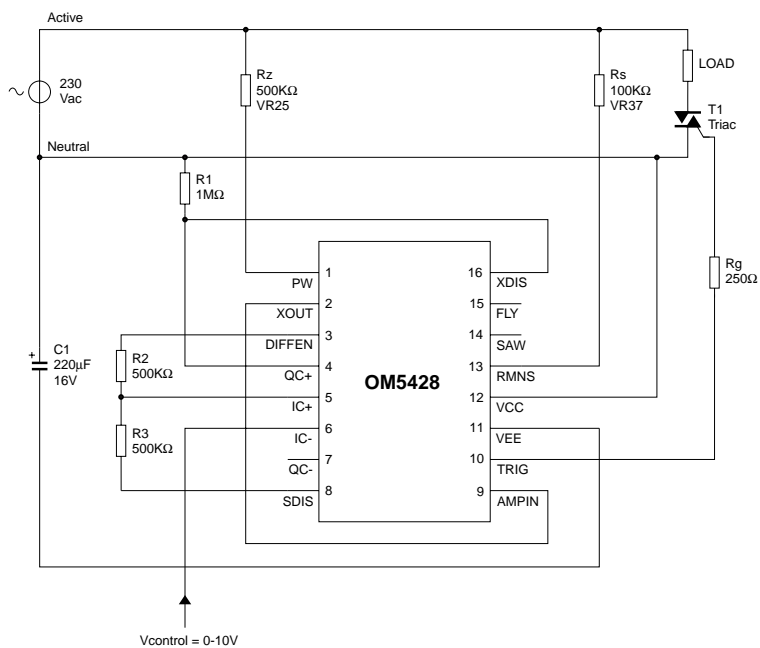 Active
230
Vac
Rz
500KΩ
VR25
Rs
100KΩ
VR37
LOAD
T1
Triac
Neutral
R1
1MΩ
Rg
250Ω
1
PW
16
XDIS
2
XOUT
15
FLY
3
DIFFEN
14
SAW
4
QC+
13
RMNS
5
IC+
12
VCC
6
IC-
11
VEE
7
QC-
10
TRIG
8
SDIS
9
AMPIN
OM5428
+
C1
220µF
16V
R2
500KΩ
R3
500KΩ
Vcontrol = 0-10V